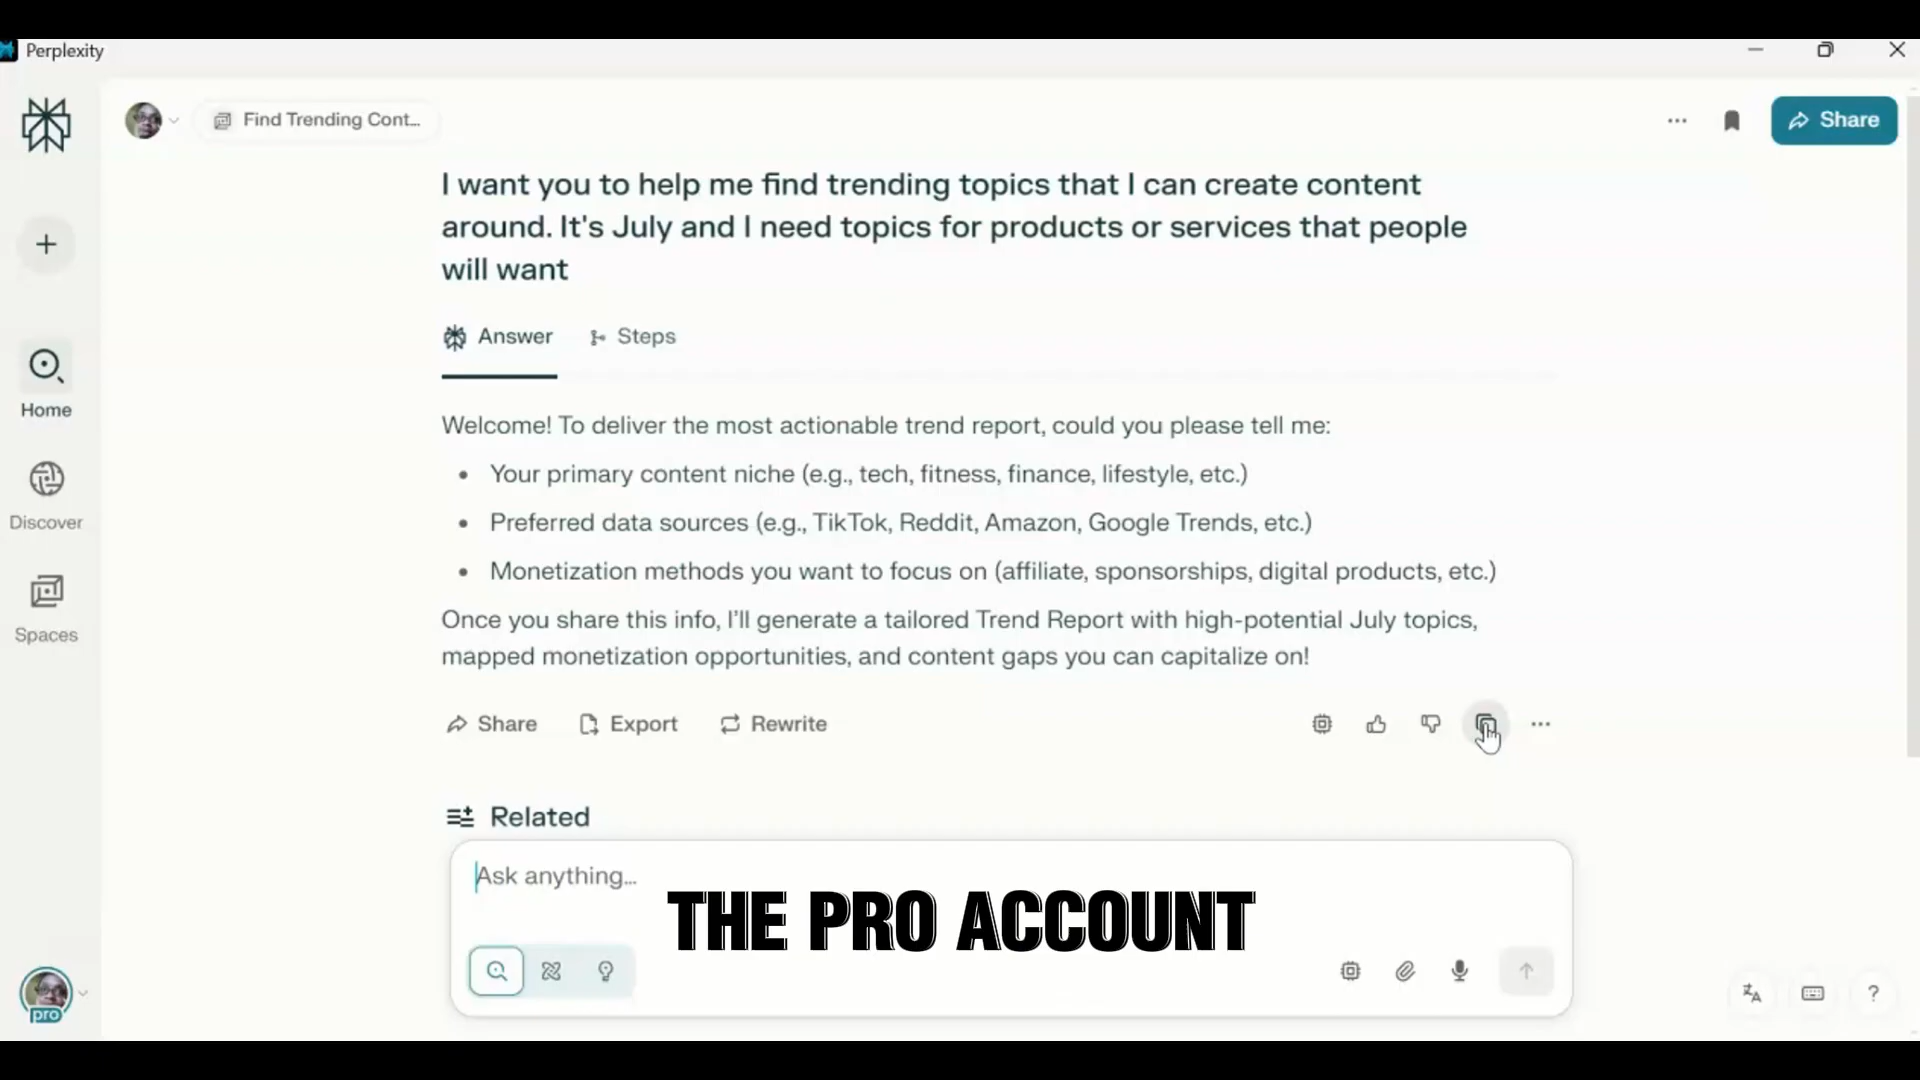 Perplexity
Find Trending Cont...
Share
I want you to help me find trending topics that I can create content
around. It's July and I need topics for products or services that people
will want
Answer
Steps
Home
Welcome! To deliver the most actionable trend report, could you please tell me:
• Your primary content niche (e.g., tech, fitness, finance, lifestyle, etc.)
Discover
• Preferred data sources (e.g., TikTok, Reddit, Amazon, Google Trends, etc.)
• Monetization methods you want to focus on (affiliate, sponsorships, digital products, etc.)
Spaces
Once you share this info, I'll generate a tailored Trend Report with high-potential July topics,
mapped monetization opportunities, and content gaps you can capitalize on!
Share
Export
Rewrite
Related
Ask anything...
THE PRO ACCOUNT
pro